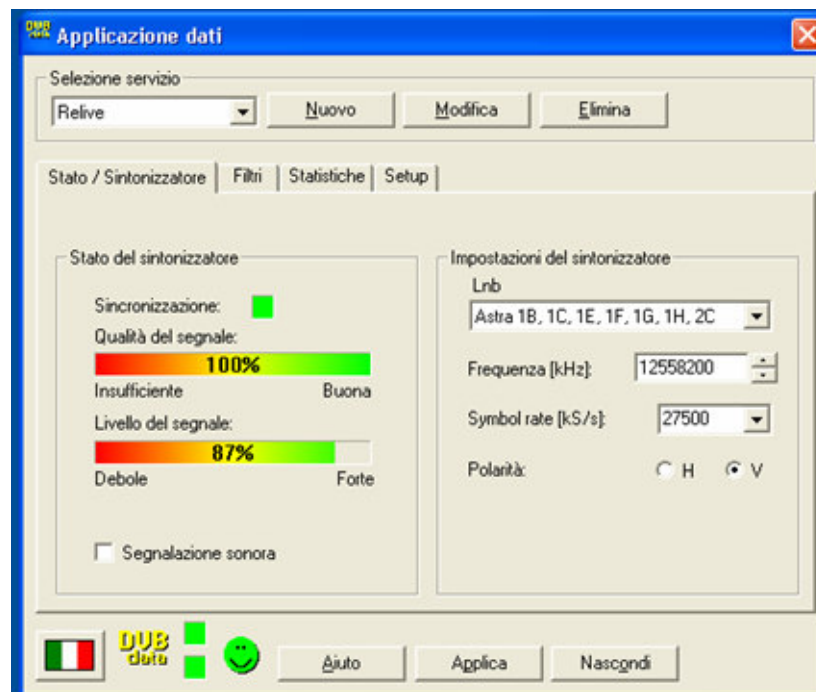 DVB data Applicazione dati
Selezione servizio
Relive Nuovo Modifica Elimina
Stato / Sintonizzatore Filtri Statistiche Setup
Stato del sintonizzatore
Sincronizzazione:
Qualità del segnale:
100%
Insufficiente Buona
Livello del segnale:
87%
Debole Forte
Segnalazione sonora
Impostazioni del sintonizzatore
Lnb
Astra 1B, 1C, 1E, 1F, 1G, 1H, 2C
Frequenza [kHz]: 12558200
Symbol rate [kS/s]: 27500
Polarità: H V
DVB data Aiuto Applica Nascondi